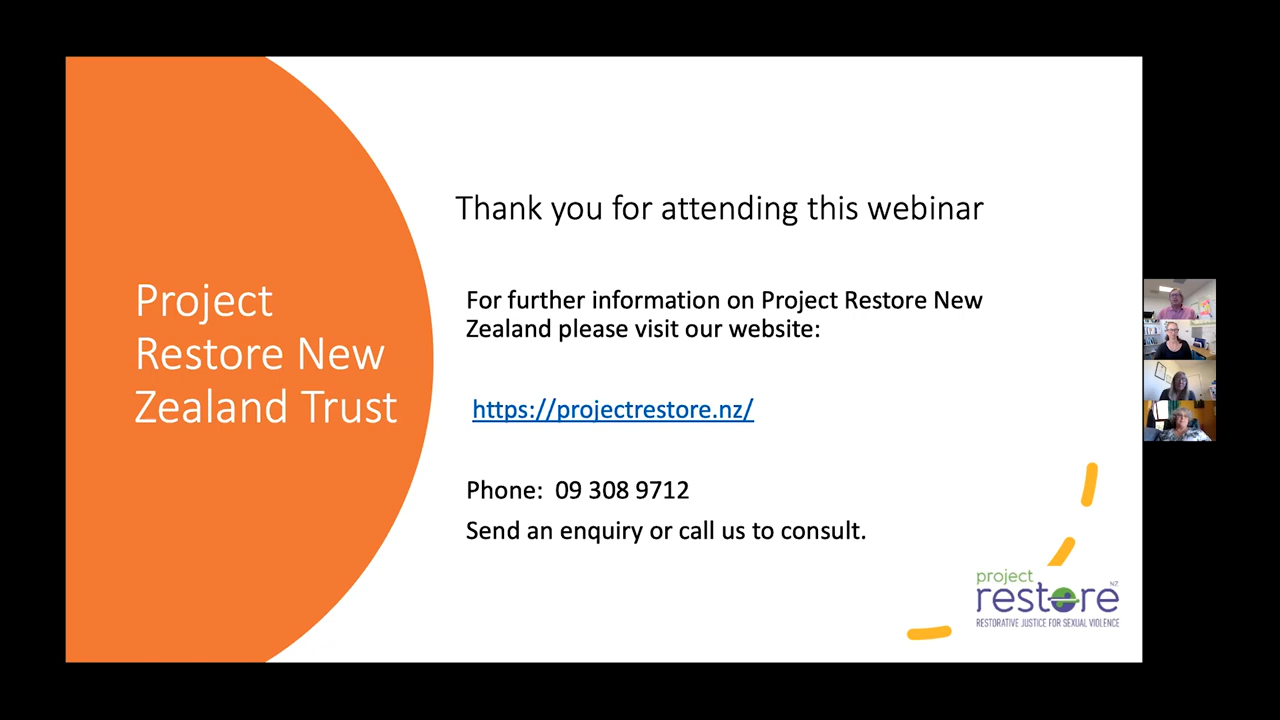 Project
Restore New
Zealand Trust
Thank you for attending this webinar
For further information on Project Restore New
Zealand please visit our website:
https://projectrestore.nz/
Phone:  09 308 9712
Send an enquiry or call us to consult.
project
restore NZ
RESTORATIVE JUSTICE FOR SEXUAL VIOLENCE